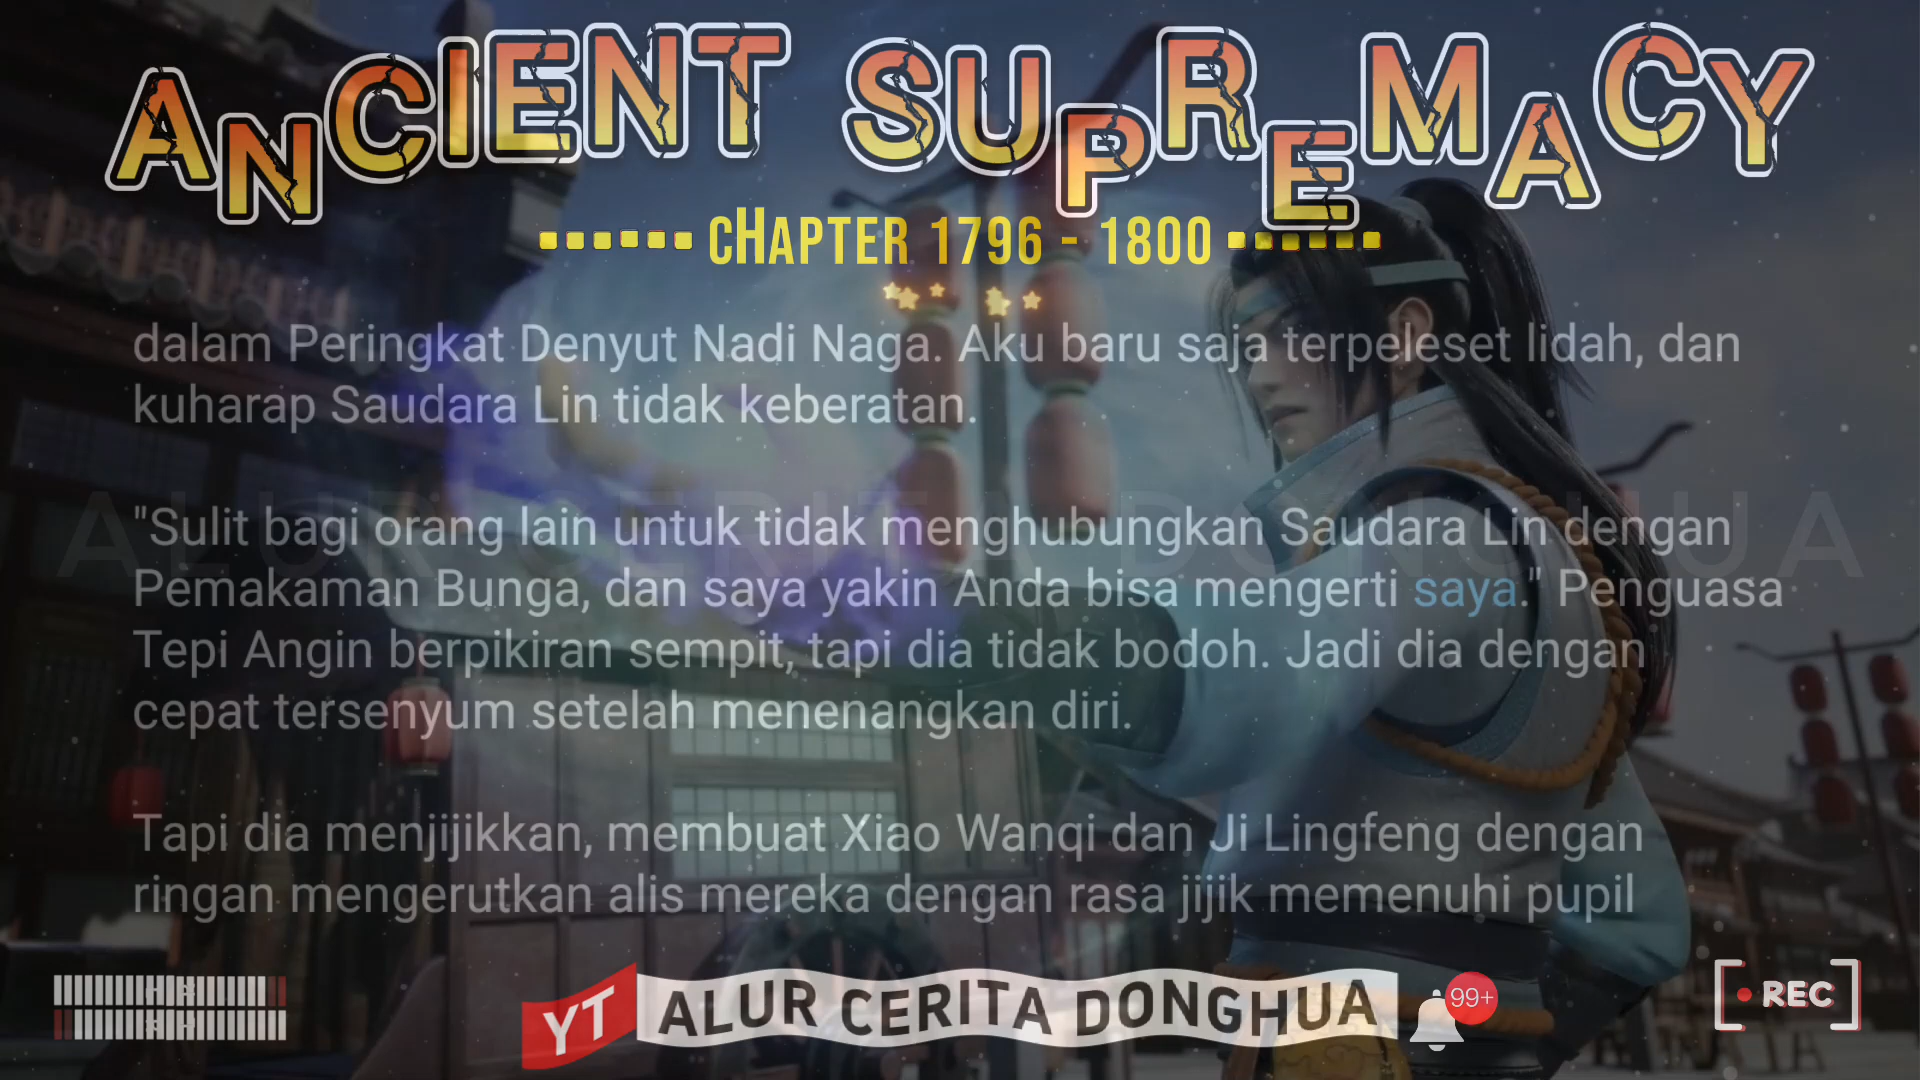 ANCIENT SUPREMACY
CHAPTER 1796 - 1800
dalam Peringkat Denyut Nadi Naga. Aku baru saja terpeleset lidah, dan
kuharap Saudara Lin tidak keberatan.
ALUR CERITA DONGHUA
"Sulit bagi orang lain untuk tidak menghubungkan Saudara Lin dengan
Pemakaman Bunga, dan saya yakin Anda bisa mengerti saya." Penguasa
Tepi Angin berpikiran sempit, tapi dia tidak bodoh. Jadi dia dengan
cepat tersenyum setelah menenangkan diri.
Tapi dia menjijikkan, membuat Xiao Wanqi dan Ji Lingfeng dengan
ringan mengerutkan alis mereka dengan rasa jijik memenuhi pupil
YT ALUR CERITA DONGHUA 99+
REC